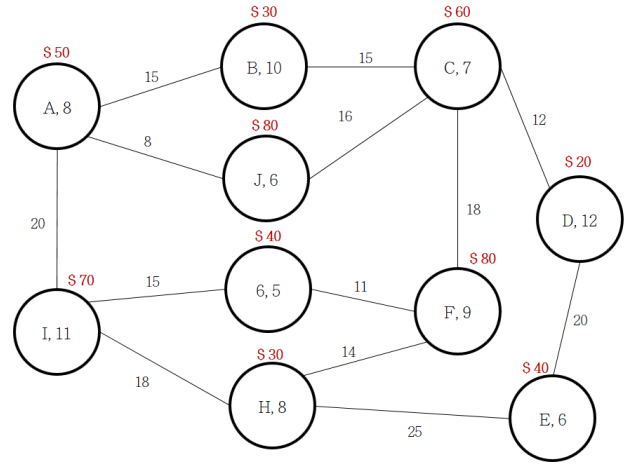 $ 30
$ 60
$ 50
15
B, 10
15
C, 7
A, 8
$ 80
16
12
8
$ 20
J, 6
D, 12
20
$ 40
18
$ 70
15
6, 5
11
$ 80
F, 9
20
I, 11
$ 30
14
18
$ 40
H, 8
E, 6
25